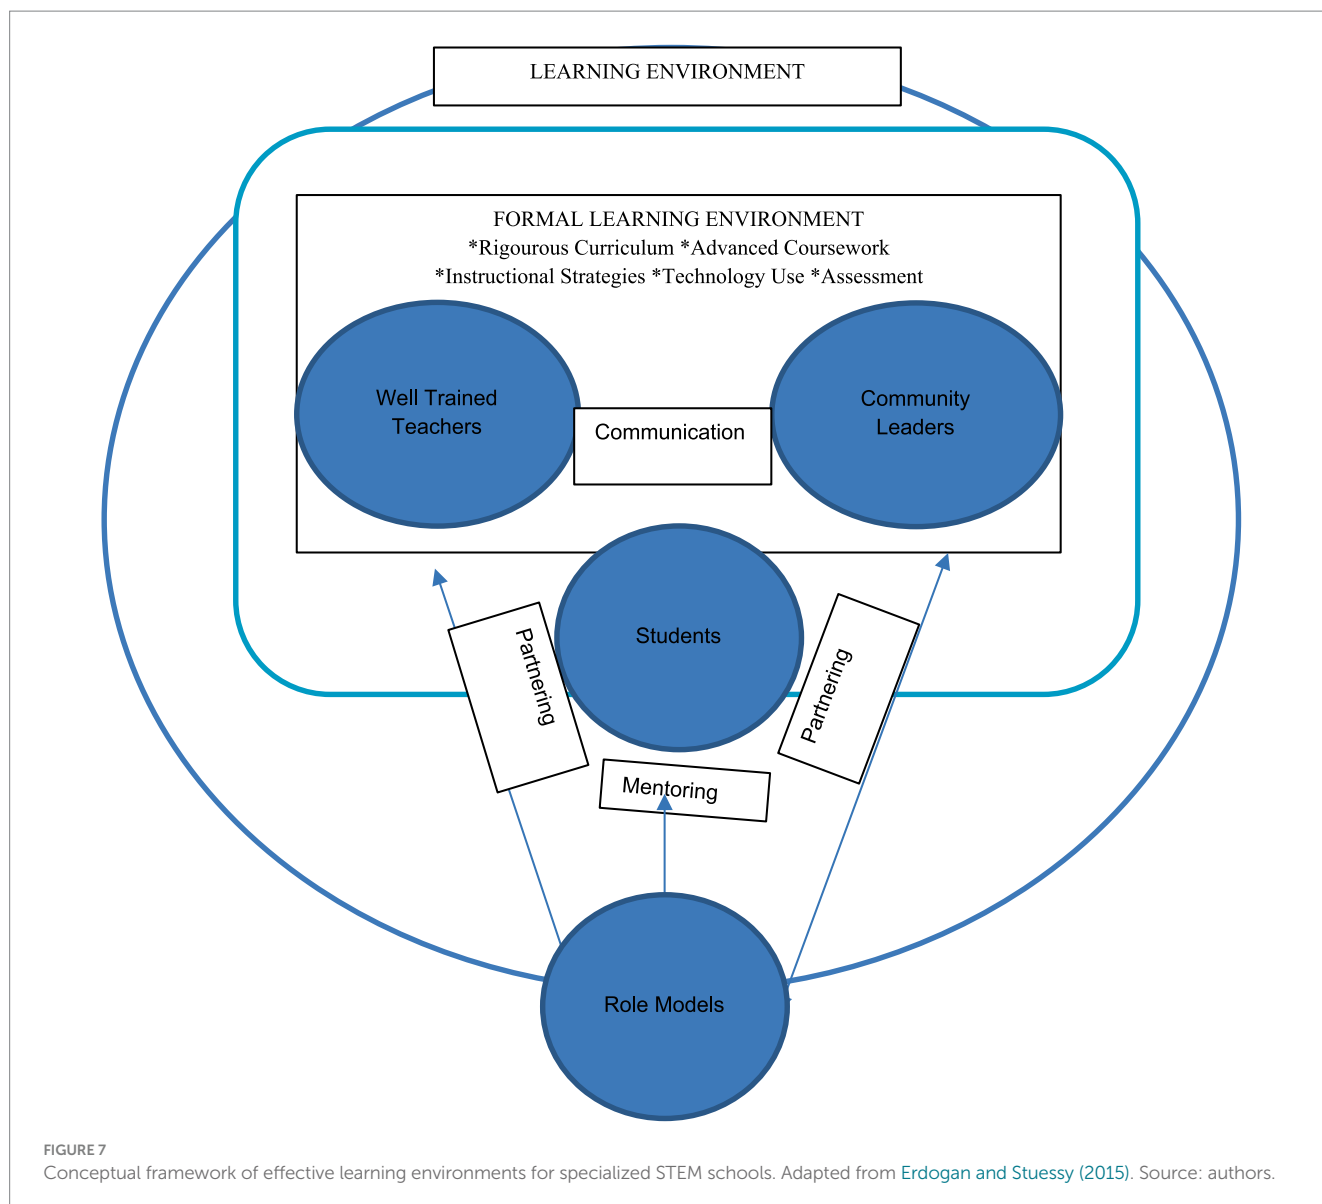 LEARNING ENVIRONMENT
FORMAL LEARNING ENVIRONMENT
*Rigourous Curriculum *Advanced Coursework
*Instructional Strategies *Technology Use *Assessment
Well Trained
Teachers
Communication
Community
Leaders
Students
Partnering
Partnering
Mentoring
Role Models
FIGURE 7
Conceptual framework of effective learning environments for specialized STEM schools. Adapted from Erdogan and Stuessy (2015). Source: authors.